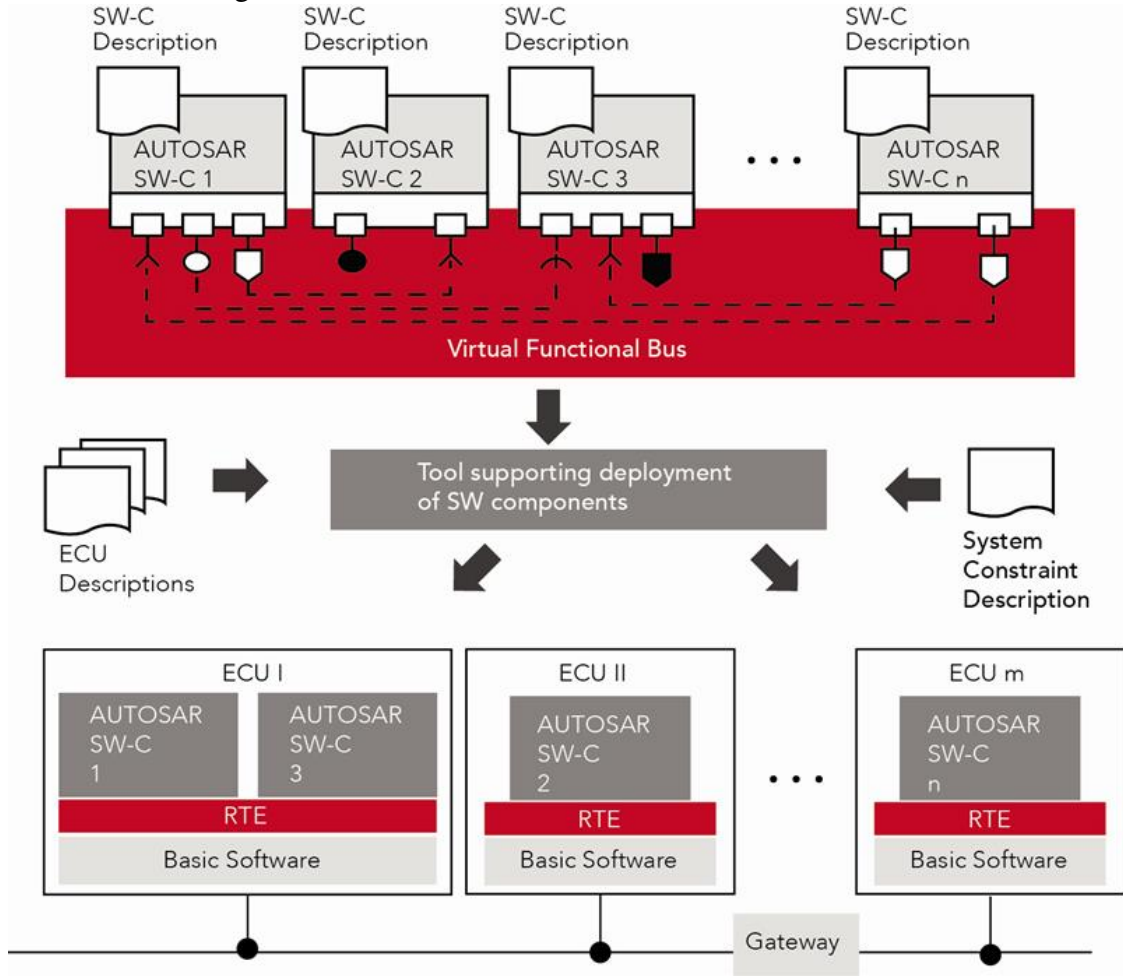 SW-C
Description
SW-C
Description
SW-C
Description
SW-C
Description
AUTOSAR
SW-C 1
AUTOSAR
SW-C 2
AUTOSAR
SW-C 3
AUTOSAR
SW-C n
Virtual Functional Bus
Tool supporting deployment
of SW components
ECU
Descriptions
System
Constraint
Description
ECU I
AUTOSAR
SW-C
1
AUTOSAR
SW-C
3
RTE
Basic Software
ECU II
AUTOSAR
SW-C
2
RTE
Basic Software
ECU m
AUTOSAR
SW-C
n
RTE
Basic Software
Gateway